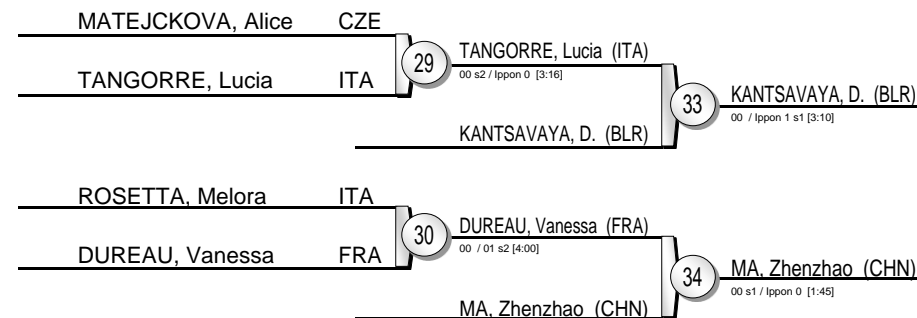 MATEJCKOVA, Alice CZE
29
TANGORRE, Lucia (ITA)
00 s2 / Ippon 0 [3:16]
TANGORRE, Lucia ITA
33
KANTSAVAYA, D. (BLR)
00 / Ippon 1 s1 [3:10]
KANTSAVAYA, D. (BLR)
ROSETTA, Melora ITA
30
DUREAU, Vanessa (FRA)
00 / 01 s2 [4:00]
DUREAU, Vanessa FRA
34
MA, Zhenzhao (CHN)
00 s1 / Ippon 0 [1:45]
MA, Zhenzhao (CHN)